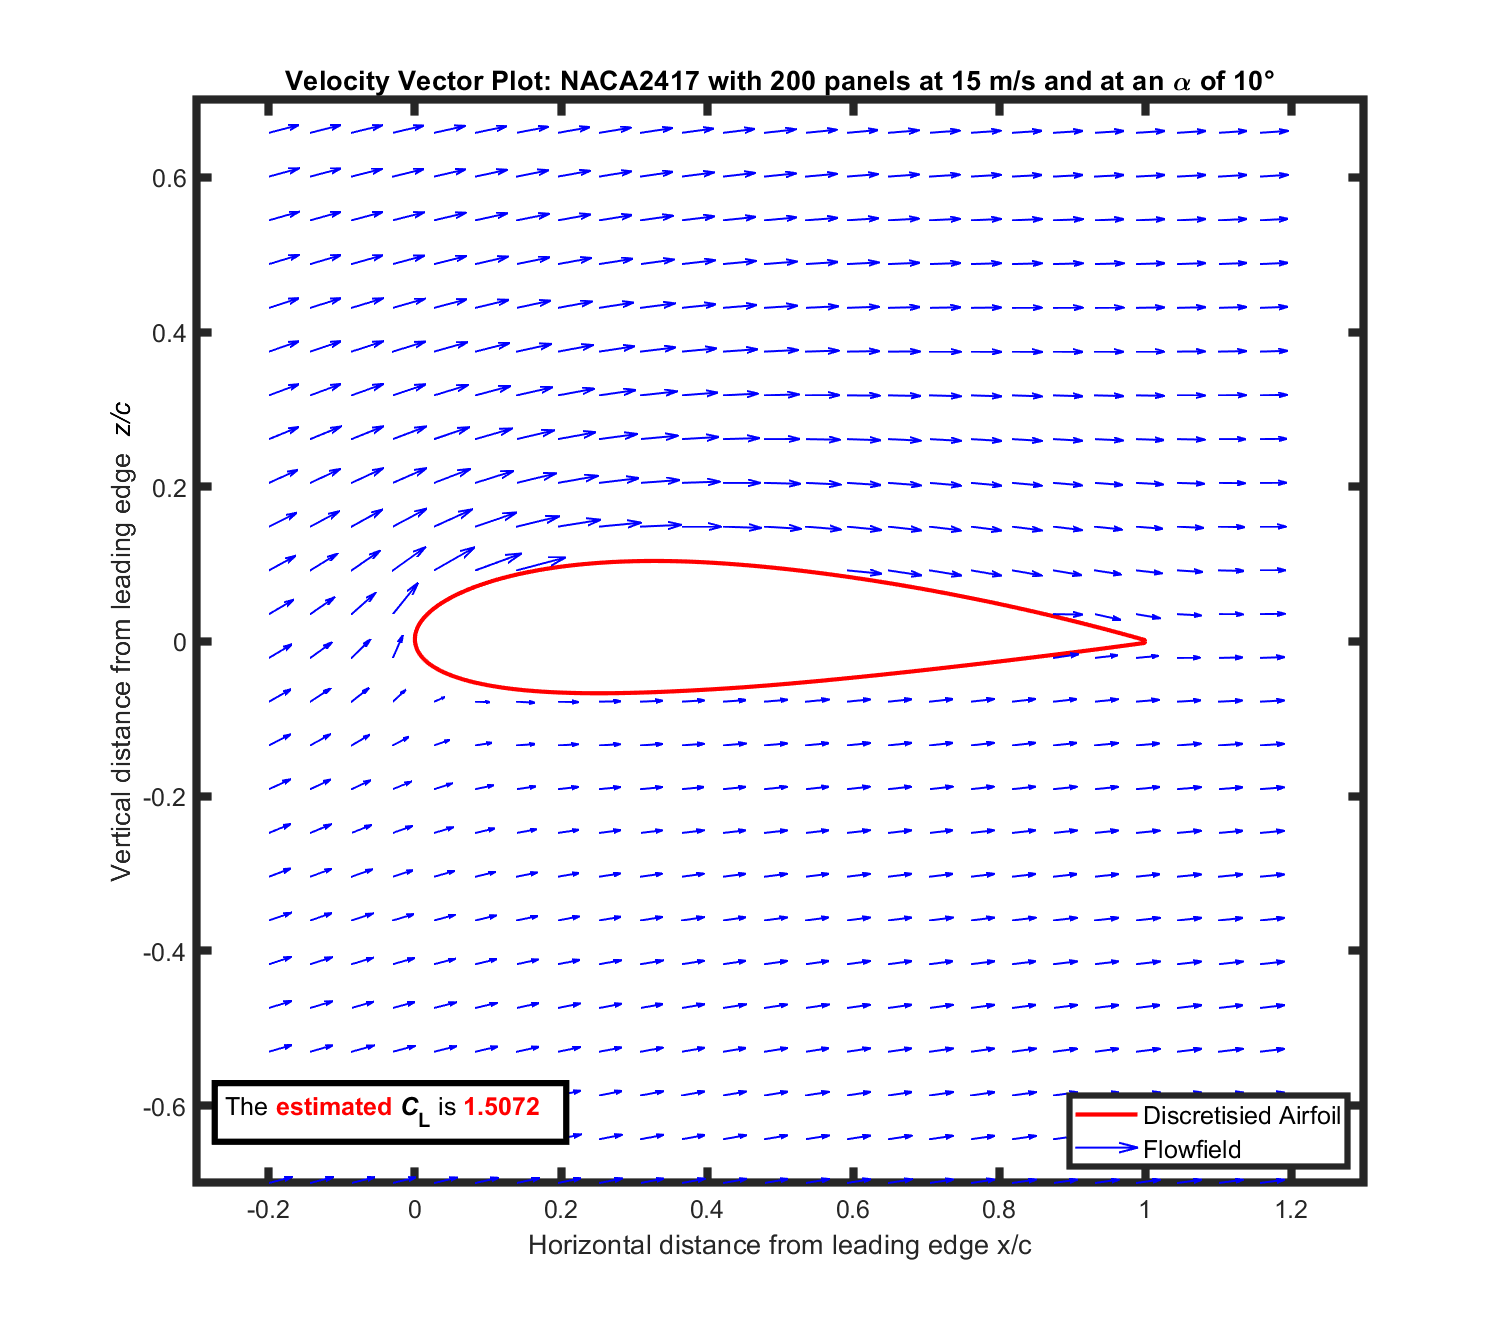 Velocity Vector Plot: NACA2417 with 200 panels at 15 m/s and at an α of 10°
0.6
0.4
0.2
0
-0.2
-0.4
-0.6
Vertical distance from leading edge z/c
The estimated CL is 1.5072
Discretisied Airfoil
Flowfield
-0.2 0 0.2 0.4 0.6 0.8 1 1.2
Horizontal distance from leading edge x/c